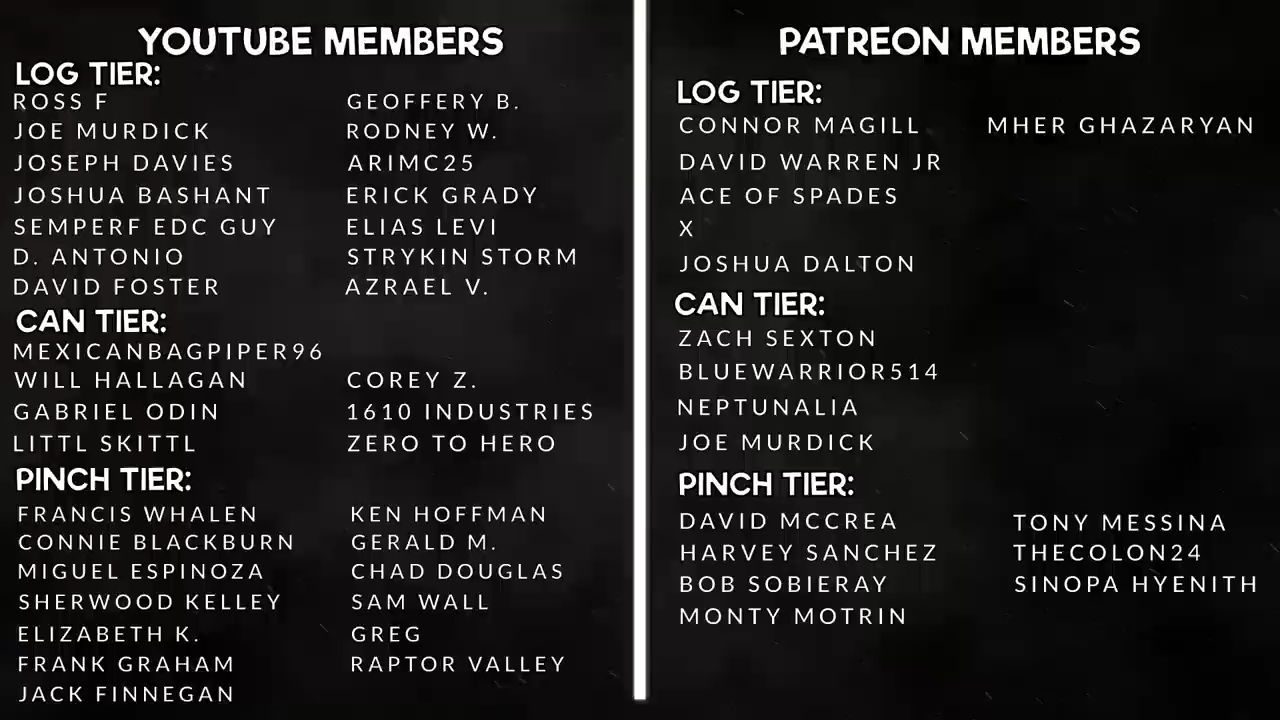 YOUTUBE MEMBERS
LOG TIER:
ROSS F
JOE MURDICK
JOSEPH DAVIES
JOSHUA BASHANT
SEMPERF EDC GUY
D. ANTONIO
DAVID FOSTER
GEOFFERY B.
RODNEY W.
ARIMC25
ERICK GRADY
ELIAS LEVI
STRYKIN STORM
AZRAEL V.
CAN TIER:
MEXICANBAGPIPER96
WILL HALLAGAN
GABRIEL ODIN
LITTL SKITTL
COREY Z.
1610 INDUSTRIES
ZERO TO HERO
PINCH TIER:
FRANCIS WHALEN
CONNIE BLACKBURN
MIGUEL ESPINOZA
SHERWOOD KELLEY
ELIZABETH K.
FRANK GRAHAM
JACK FINNEGAN
KEN HOFFMAN
GERALD M.
CHAD DOUGLAS
SAM WALL
GREG
RAPTOR VALLEY
PATREON MEMBERS
LOG TIER:
CONNOR MAGILL
DAVID WARREN JR
ACE OF SPADES
X
JOSHUA DALTON
MHER GHAZARYAN
CAN TIER:
ZACH SEXTON
BLUEWARRIOR514
NEPTUNALIA
JOE MURDICK
PINCH TIER:
DAVID MCCREA
HARVEY SANCHEZ
BOB SOBIERAY
MONTY MOTRIN
TONY MESSINA
THECOLON24
SINOPA HYENITH